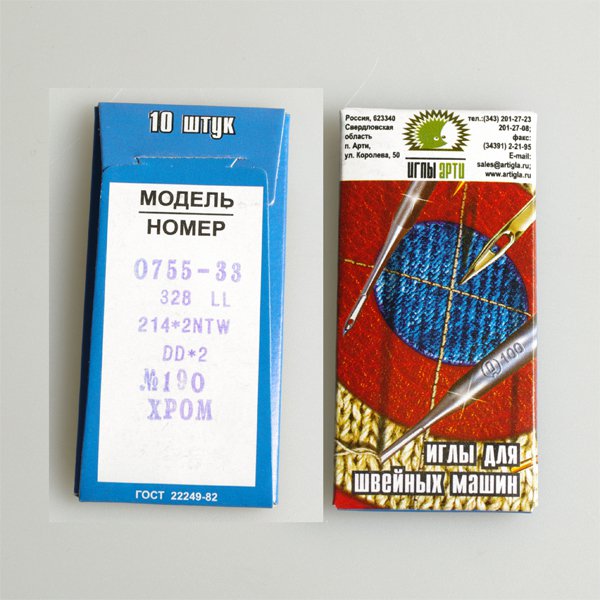 10 штук
МОДЕЛЬ
НОМЕР
0755-33
328 LL
214*2NTW
DD*2
№190
ХРОМ
ГОСТ 22249-82
Россия, 623340
Свердловская
область
п. Арти,
ул. Королева, 50
ИГЛЫ АРТИ
тел.:(343) 201-27-23
201-27-08;
факс:
(34391) 2-21-95
E-mail:
sales@artigla.ru;
www.artigla.ru
100
ИГЛЫ ДЛЯ
ШВЕЙНЫХ МАШИН